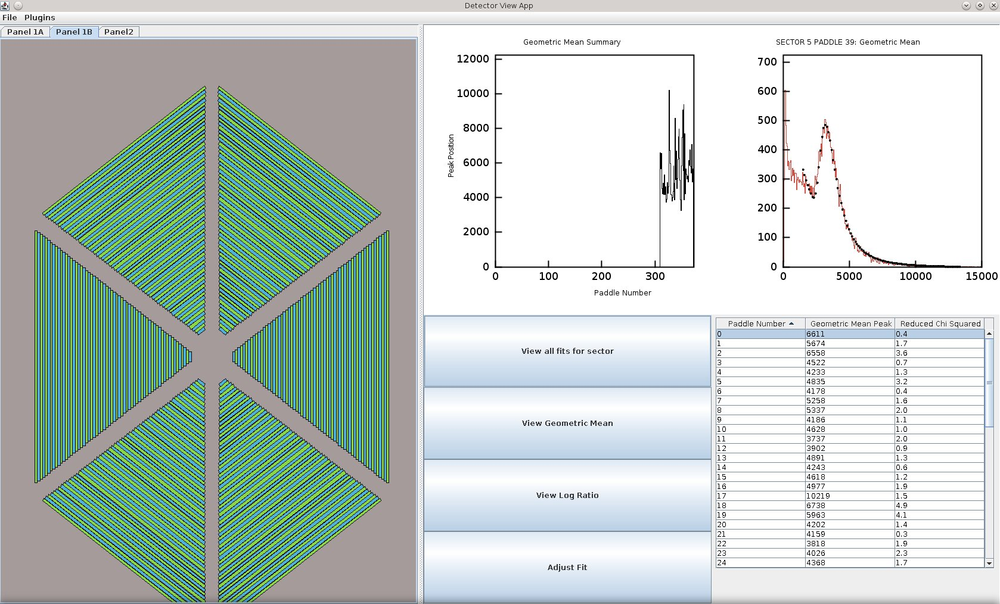 Detector View App
File Plugins
Panel 1A Panel 1B Panel2
Geometric Mean Summary
12000
10000
8000
6000
4000
2000
0
Peak Position
0 100 200 300
Paddle Number
SECTOR 5 PADDLE 39: Geometric Mean
700
600
500
400
300
200
100
0
0 5000 10000 15000
View all fits for sector
View Geometric Mean
View Log Ratio
Adjust Fit
Paddle Number Geometric Mean Peak Reduced Chi Squared
0 6611 0.4
1 5674 1.7
2 6558 3.6
3 4522 0.7
4 4233 1.3
5 4835 3.2
6 4178 0.4
7 5258 1.6
8 5337 2.0
9 4186 1.1
10 4628 1.0
11 3737 2.0
12 3902 0.9
13 4891 1.3
14 4243 0.6
15 4618 1.2
16 4977 1.9
17 10219 1.5
18 6738 4.9
19 5963 4.1
20 4202 1.4
21 4159 0.3
22 3818 1.9
23 4026 2.3
24 4368 1.7